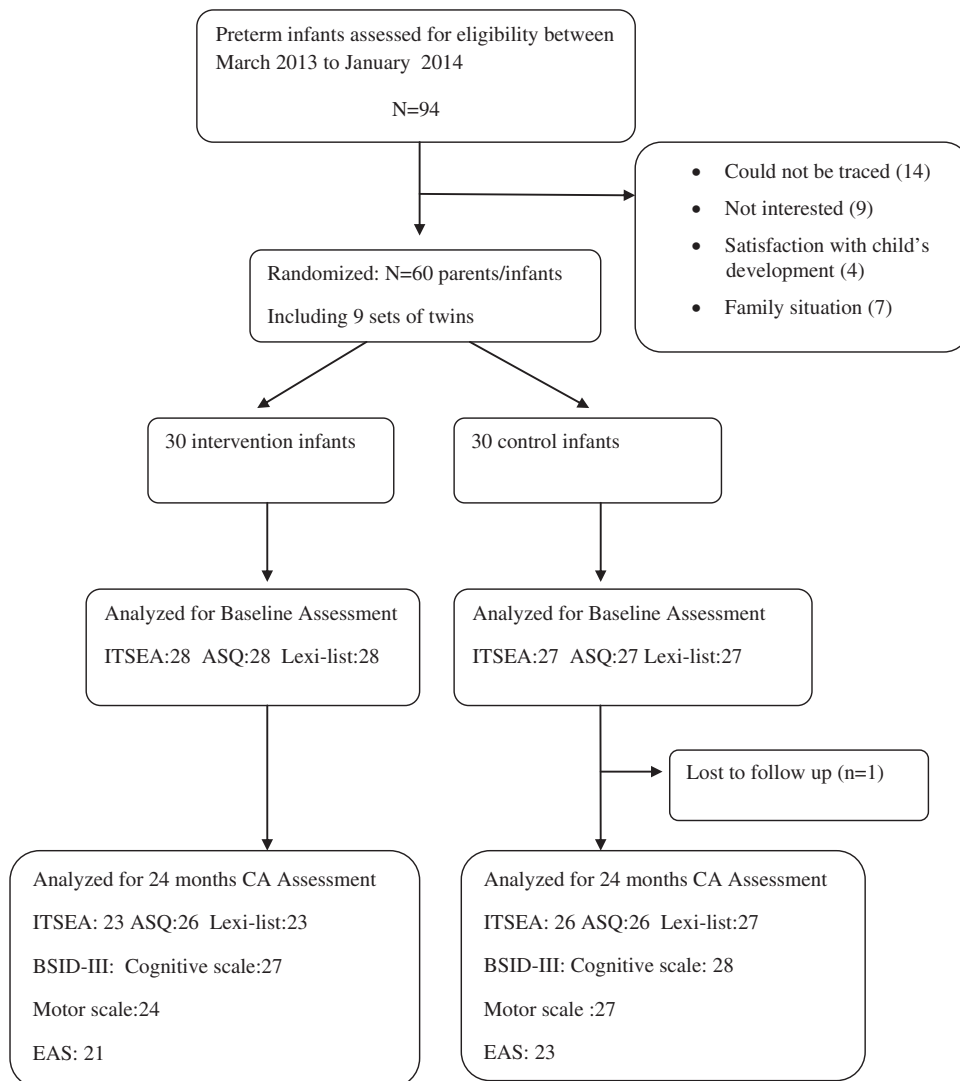 Preterm infants assessed for eligibility between
March 2013 to January 2014
N=94
• Could not be traced (14)
• Not interested (9)
• Satisfaction with child's
development (4)
• Family situation (7)
Randomized: N=60 parents/infants
Including 9 sets of twins
30 intervention infants
30 control infants
Analyzed for Baseline Assessment
ITSEA:28 ASQ:28 Lexi-list:28
Analyzed for Baseline Assessment
ITSEA:27 ASQ:27 Lexi-list:27
Lost to follow up (n=1)
Analyzed for 24 months CA Assessment
ITSEA: 23 ASQ:26 Lexi-list:23
BSID-III: Cognitive scale:27
Motor scale:24
EAS: 21
Analyzed for 24 months CA Assessment
ITSEA: 26 ASQ:26 Lexi-list:27
BSID-III: Cognitive scale: 28
Motor scale :27
EAS: 23